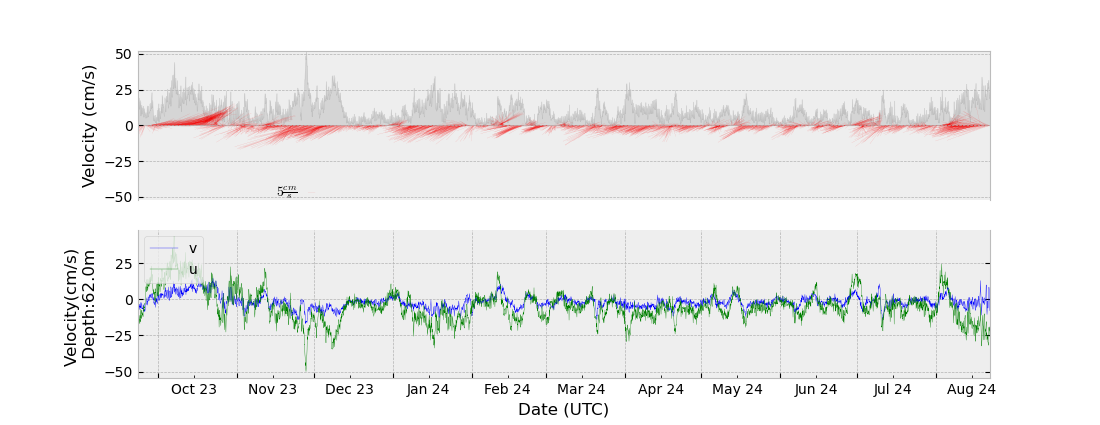 Velocity (cm/s)
50
25
0
−25
−50
5 cm/s
Velocity(cm/s)
Depth:62.0m
v
u
25
0
−25
−50
Oct 23 Nov 23 Dec 23 Jan 24 Feb 24 Mar 24 Apr 24 May 24 Jun 24 Jul 24 Aug 24
Date (UTC)